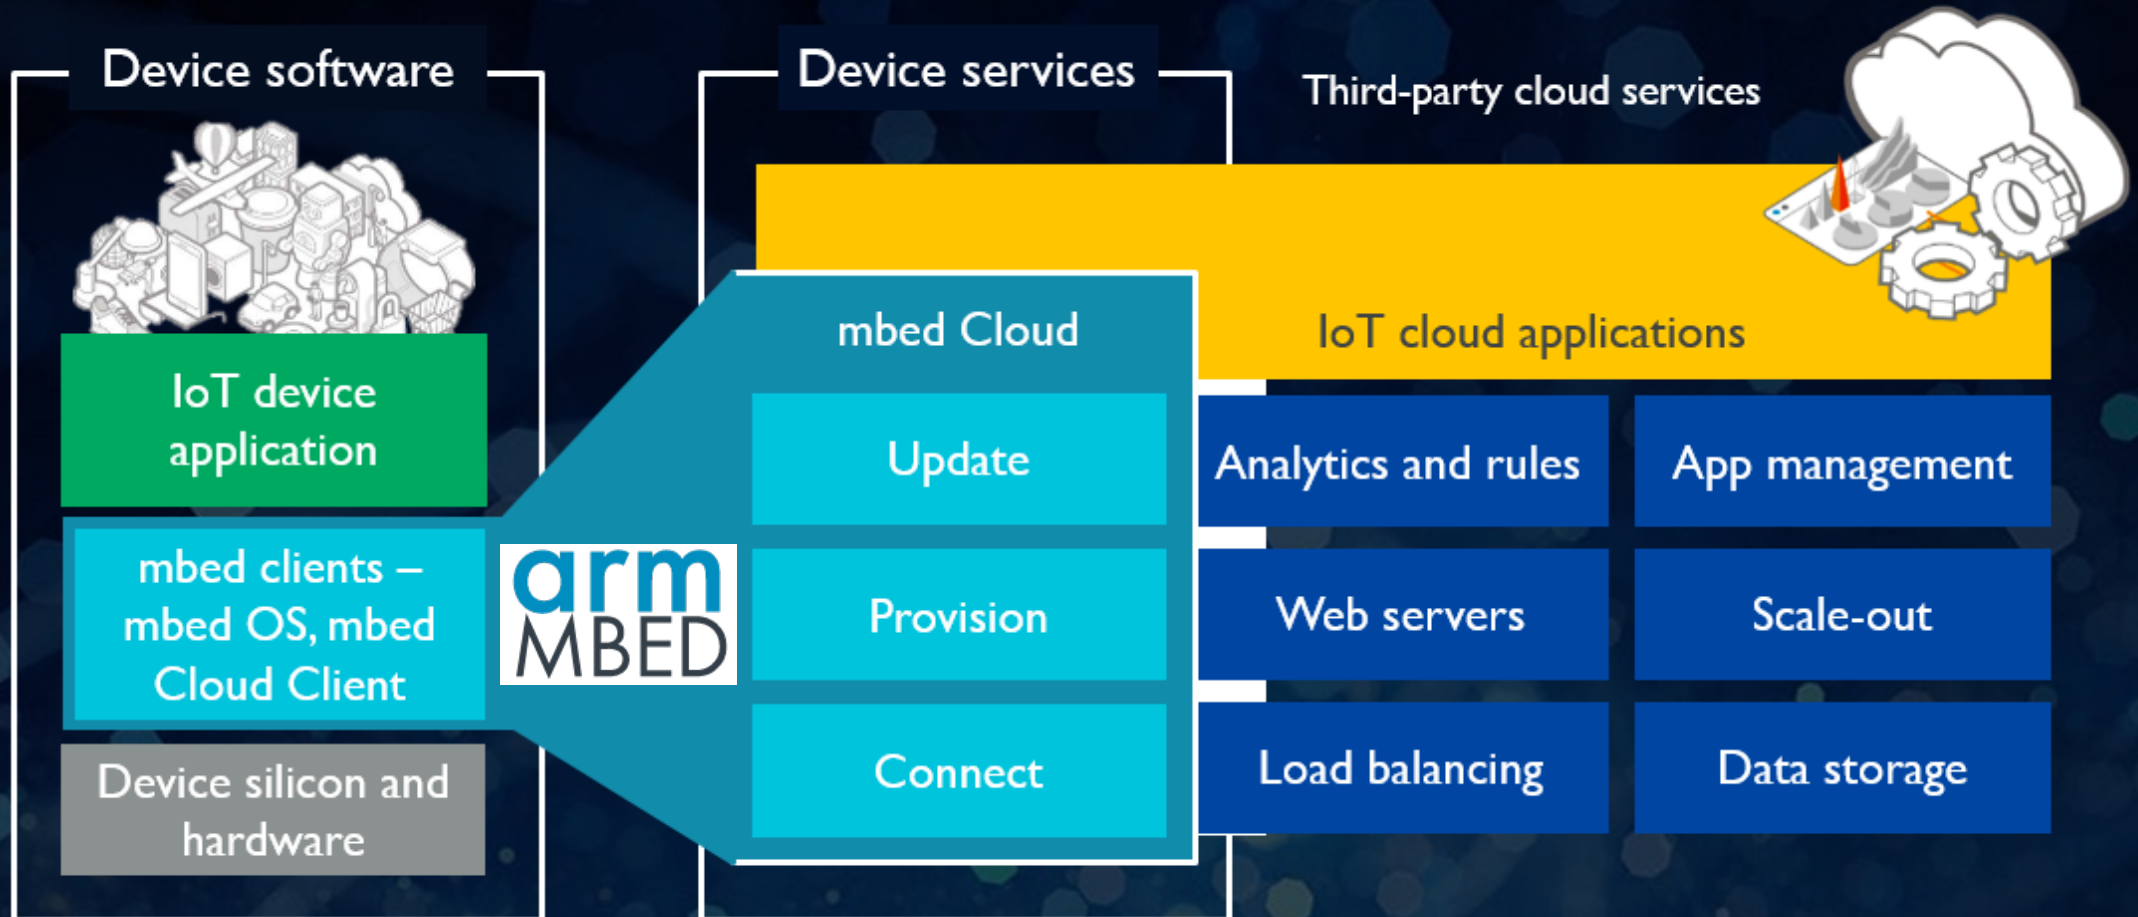 Device software
IoT device
application
mbed clients –
mbed OS, mbed
Cloud Client
Device silicon and
hardware
arm
MBED
Device services
mbed Cloud
Update
Provision
Connect
Third-party cloud services
IoT cloud applications
Analytics and rules
App management
Web servers
Scale-out
Load balancing
Data storage